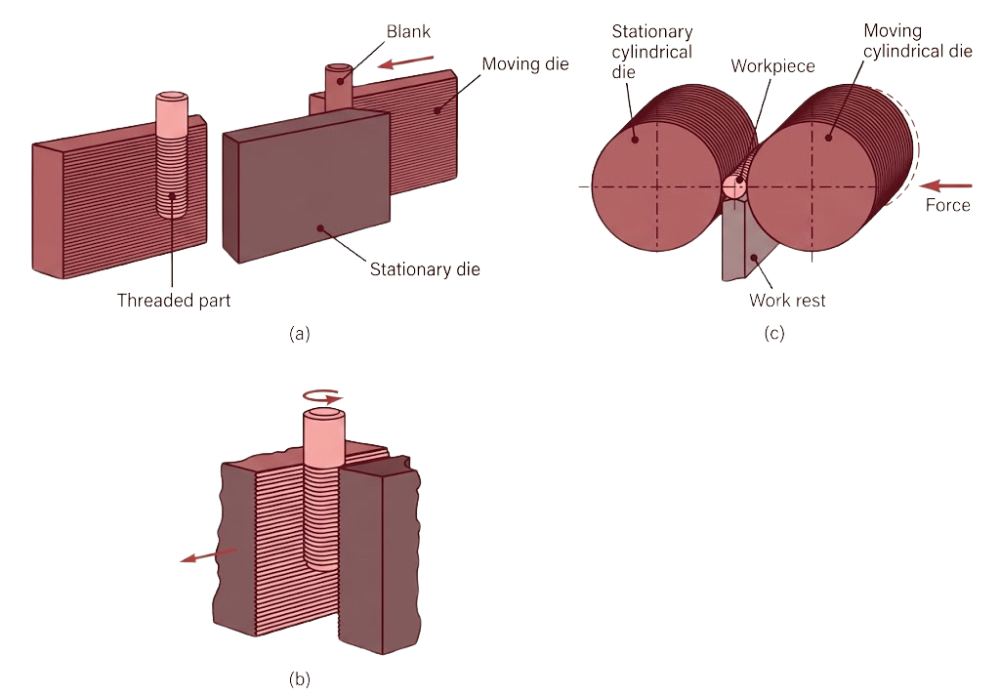 Blank
Moving die
Stationary die
Threaded part
(a)
Stationary
cylindrical
die
Workpiece
Moving
cylindrical die
Force
Work rest
(c)
(b)